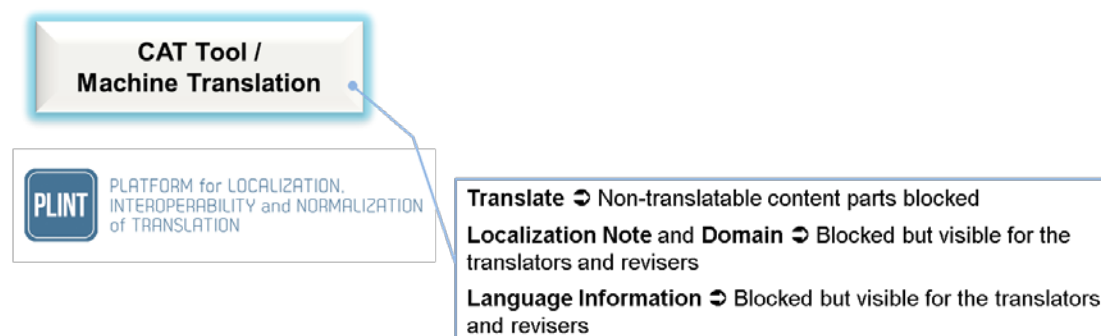 CAT Tool /
Machine Translation
PLINT
PLATFORM for LOCALIZATION,
INTEROPERABILITY and NORMALIZATION
of TRANSLATION
Translate ➲ Non-translatable content parts blocked
Localization Note and Domain ➲ Blocked but visible for the
translators and revisers
Language Information ➲ Blocked but visible for the translators
and revisers